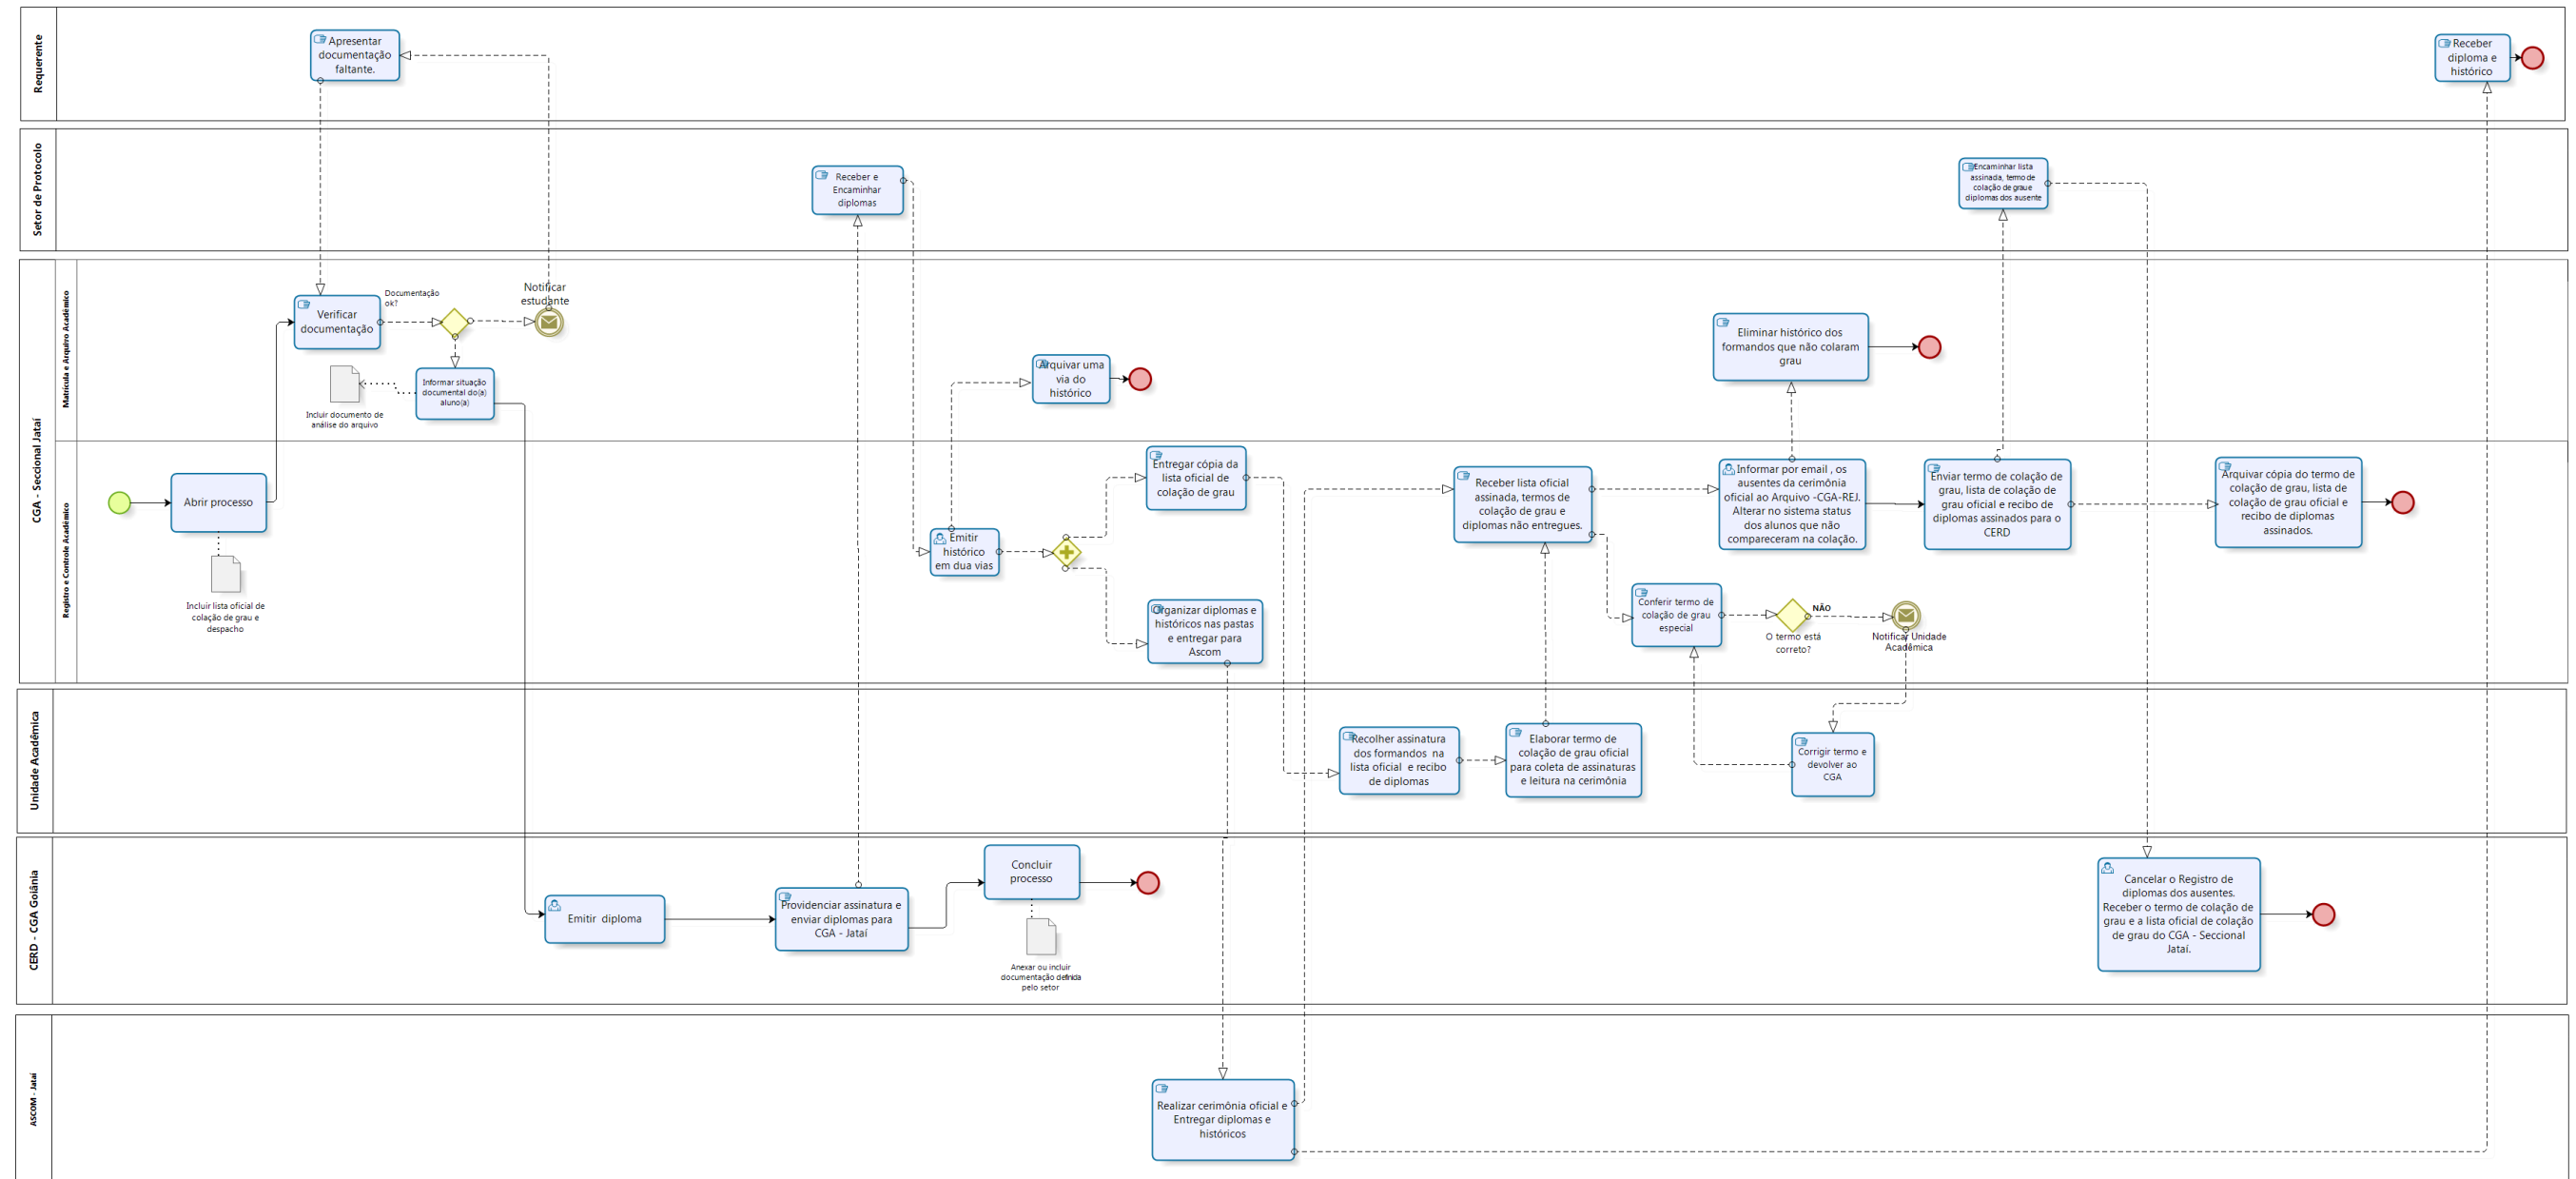 Requerente
Apresentar
documentação
faltante.
Receber
diploma e
histórico
Setor de Protocolo
Receber e
Encaminhar
diplomas
Encaminhar lista
assinada, termo de
colação de grau e
diplomas dos ausente
CGA - Seccional Jataí
Matrícula e Arquivo Acadêmico
Verificar
documentação
Documentação
ok?
Notificar
estudante
Informar situação
documental do(a)
aluno(a)
Incluir documento de
análise do arquivo
Arquivar uma
via do
histórico
Eliminar histórico dos
formandos que não colaram
grau
Registro e Controle Acadêmico
Abrir processo
Incluir lista oficial de
colação de grau e
despacho
Emitir
histórico
em dua vias
Entregar cópia da
lista oficial de
colação de grau
Organizar diplomas e
históricos nas pastas
e entregar para
Ascom
Receber lista oficial
assinada, termos de
colação de grau e
diplomas não entregues.
Informar por email , os
ausentes da cerimônia
oficial ao Arquivo -CGA-REJ.
Alterar no sistema status
dos alunos que não
compareceram na colação.
Enviar termo de colação de
grau, lista de colação de
grau oficial e recibo de
diplomas assinados para o
CERD
Arquivar cópia do termo de
colação de grau, lista de
colação de grau oficial e
recibo de diplomas
assinados.
Conferir termo de
colação de grau
especial
O termo está
correto?
NÃO
Notificar Unidade
Acadêmica
Unidade Acadêmica
Recolher assinatura
dos formandos na
lista oficial e recibo
de diplomas
Elaborar termo de
colação de grau oficial
para coleta de assinaturas
e leitura na cerimônia
Corrigir termo e
devolver ao
CGA
CERD - CGA Goiânia
Emitir diploma
Providenciar assinatura e
enviar diplomas para
CGA - Jataí
Concluir
processo
Anexar ou incluir
documentação definida
pelo setor
Cancelar o Registro de
diplomas dos ausentes.
Receber o termo de colação de
grau e a lista oficial de colação
de grau do CGA - Seccional
Jataí.
ASCOM - Jataí
Realizar cerimônia oficial e
Entregar diplomas e
históricos